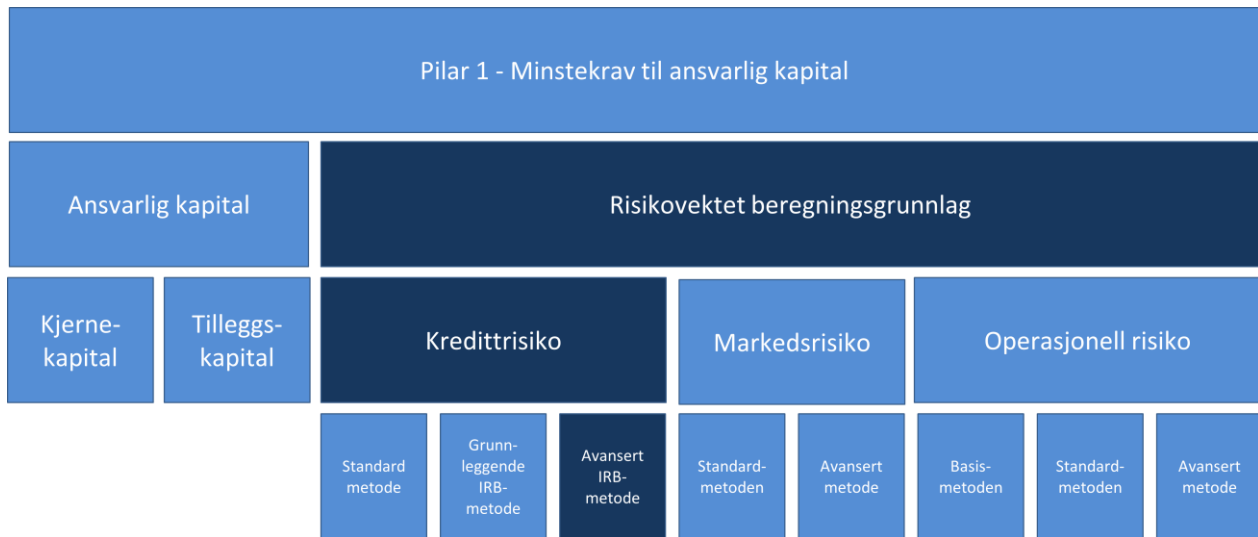 Pilar 1 - Minstekrav til ansvarlig kapital
Ansvarlig kapital
Risikovektet beregningsgrunnlag
Kjerne-
kapital
Tilleggs-
kapital
Kredittrisiko
Markedsrisiko
Operasjonell risiko
Standard
metode
Grunn-
leggende
IRB-
metode
Avansert
IRB-
metode
Standard-
metoden
Avansert
metode
Basis-
metoden
Standard-
metoden
Avansert
metode